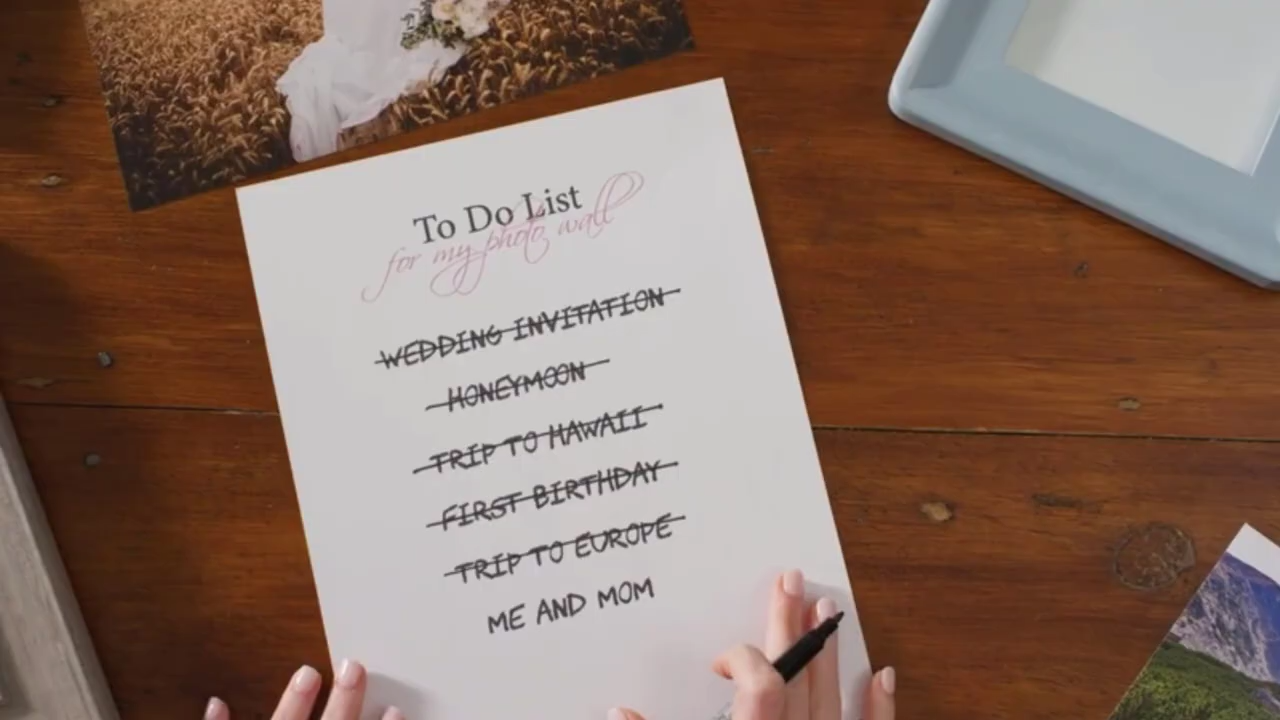 To Do List
for my photo wall
WEDDING INVITATION
HONEYMOON
TRIP TO HAWAII
FIRST BIRTHDAY
TRIP TO EUROPE
ME AND MOM